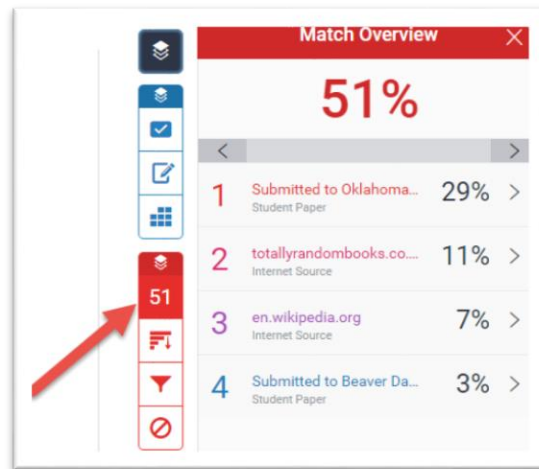 Match Overview
51%
1 Submitted to Oklahoma... 29%
Student Paper
2 totallyrandombooks.co.... 11%
Internet Source
51
3 en.wikipedia.org 7%
Internet Source
4 Submitted to Beaver Da... 3%
Student Paper